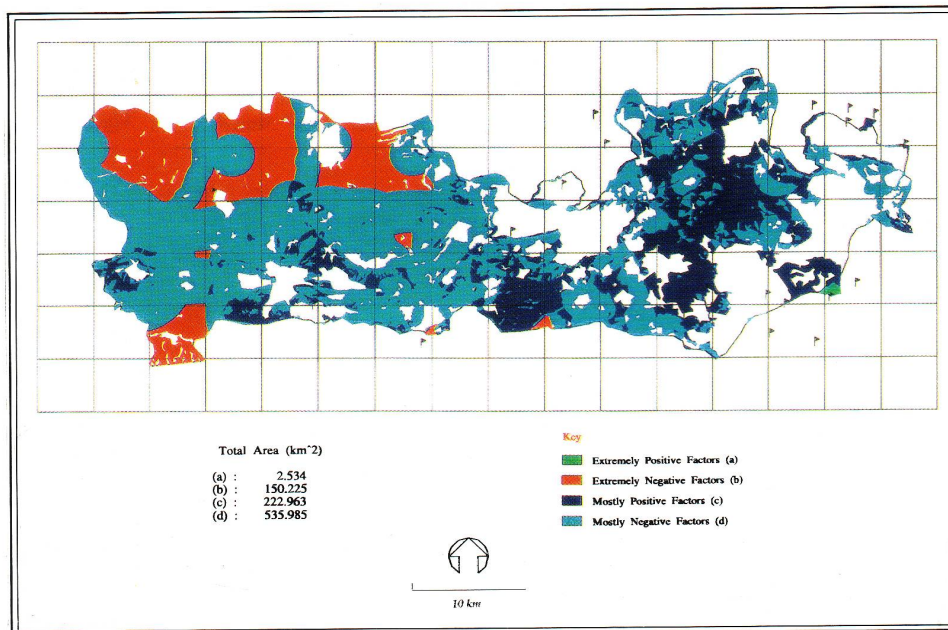 Total Area (km^2)
(a) : 2.534
(b) : 150.225
(c) : 222.963
(d) : 535.985
Key
Extremely Positive Factors (a)
Extremely Negative Factors (b)
Mostly Positive Factors (c)
Mostly Negative Factors (d)
10 km